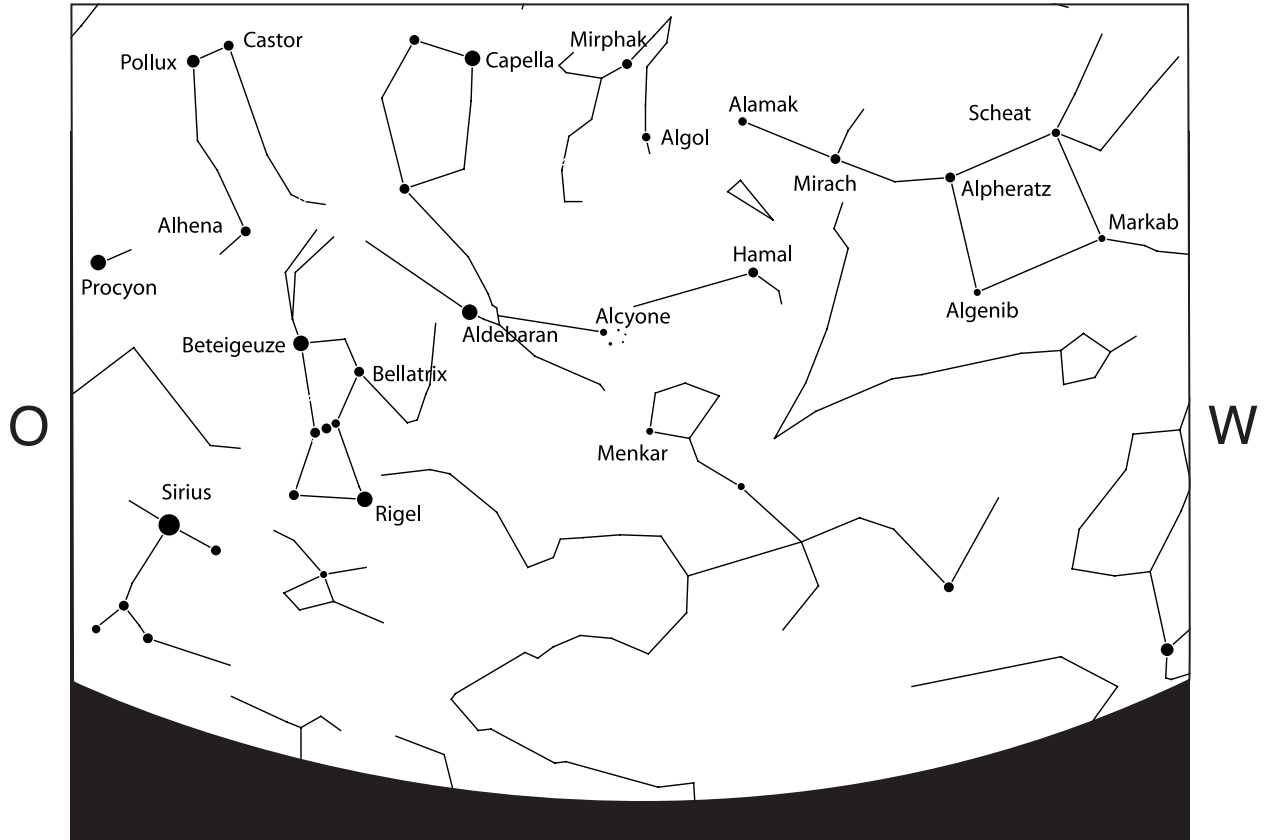 Castor
Pollux
Capella
Mirphak
Algol
Alamak
Mirach
Scheat
Alpheratz
Markab
Alhena
Procyon
Hamal
Algenib
Alcyone
Aldebaran
Beteigeuze
Bellatrix
O
W
Menkar
Sirius
Rigel